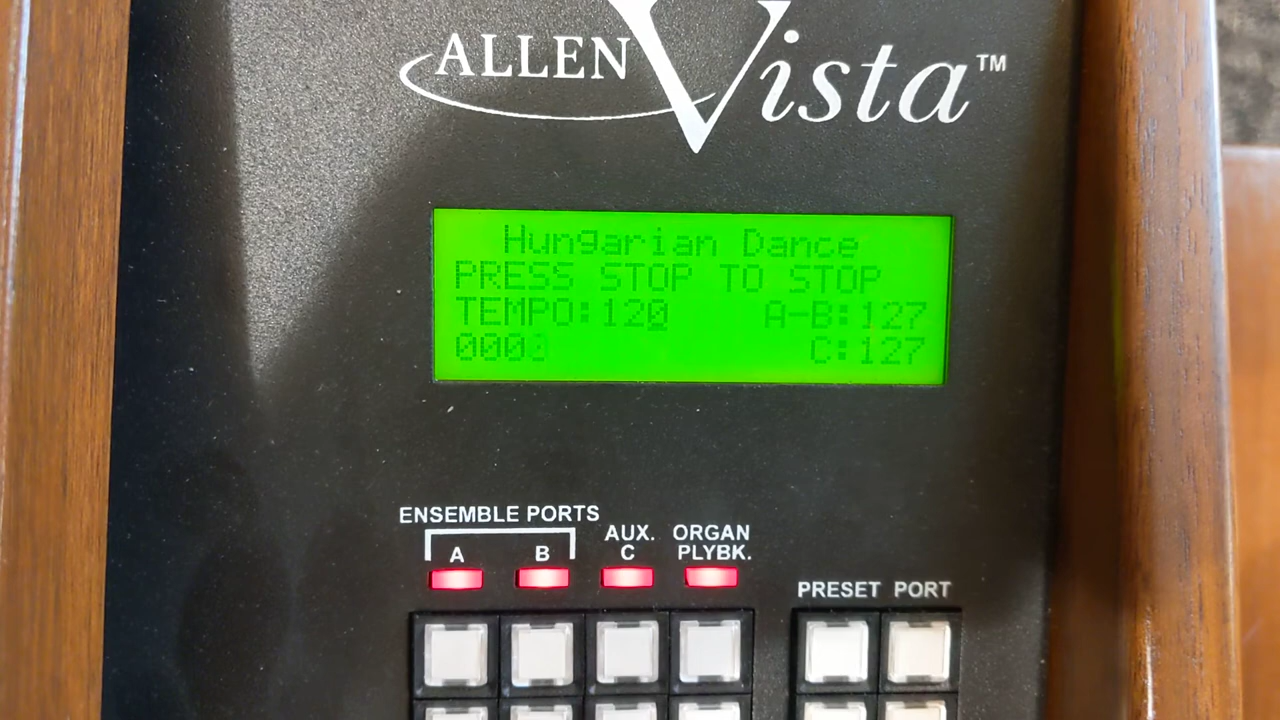 ALLEN Vista™
Hungarian Dance
PRESS STOP TO STOP
TEMPO:120 A-B:127
000 C:127
ENSEMBLE PORTS
A B
AUX. C
ORGAN PLYBK.
PRESET PORT